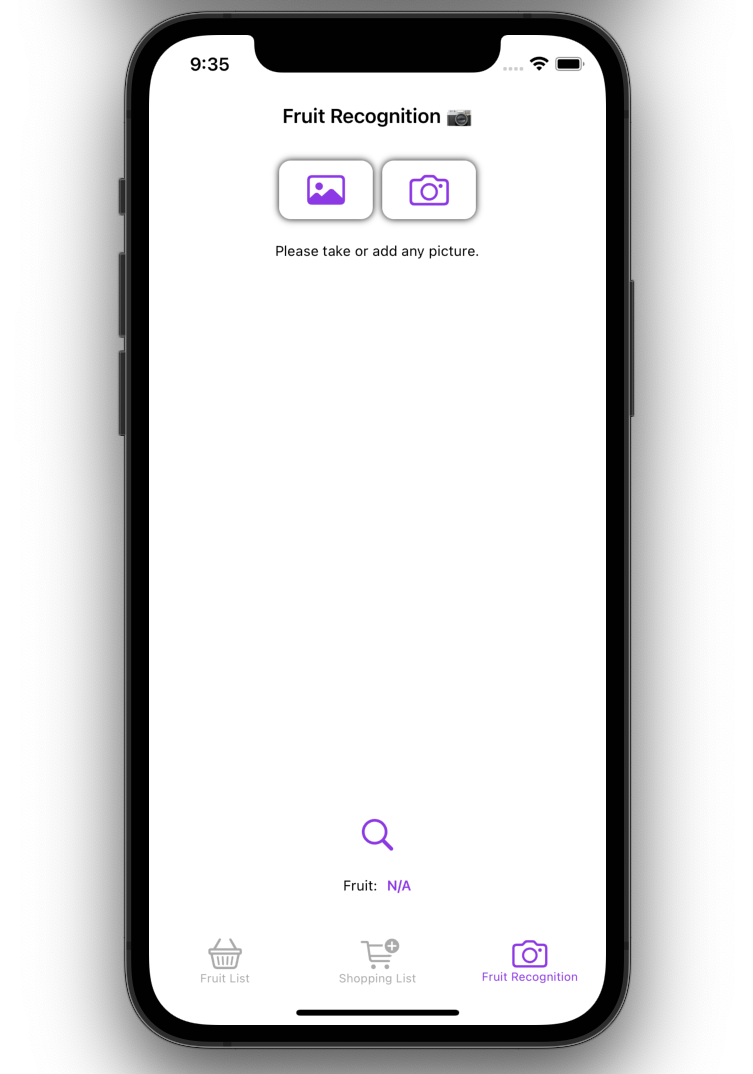 9:35
Fruit Recognition 📷
Please take or add any picture.
Fruit: N/A
Fruit List
Shopping List
Fruit Recognition